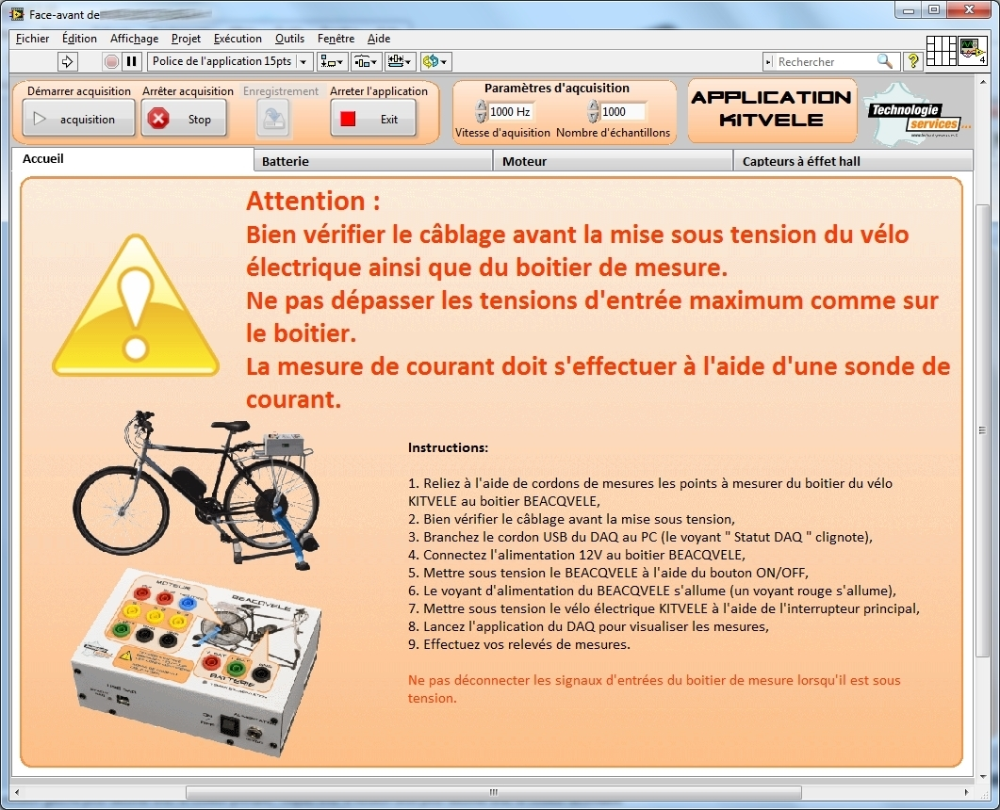 Face-avant de
Fichier Édition Affichage Projet Exécution Outils Fenêtre Aide
Police de l'application 15pts
Rechercher
?
4
Démarrer acquisition Arrêter acquisition Enregistrement Arreter l'application
acquisition Stop Exit
Paramètres d'aqcuisition
1000 Hz 1000
Vitesse d'aquisition Nombre d'échantillons
APPLICATION
KITVELE
Technologie
services...
Accueil Batterie Moteur Capteurs à éffet hall
Attention :
Bien vérifier le câblage avant la mise sous tension du vélo
électrique ainsi que du boitier de mesure.
Ne pas dépasser les tensions d'entrée maximum comme sur
le boitier.
La mesure de courant doit s'effectuer à l'aide d'une sonde de
courant.
Instructions:
1. Reliez à l'aide de cordons de mesures les points à mesurer du boitier du vélo
KITVELE au boitier BEACQVELE,
2. Bien vérifier le câblage avant la mise sous tension,
3. Branchez le cordon USB du DAQ au PC (le voyant " Statut DAQ " clignote),
4. Connectez l'alimentation 12V au boitier BEACQVELE,
5. Mettre sous tension le BEACQVELE à l'aide du bouton ON/OFF,
6. Le voyant d'alimentation du BEACQVELE s'allume (un voyant rouge s'allume),
7. Mettre sous tension le vélo électrique KITVELE à l'aide de l'interrupteur principal,
8. Lancez l'application du DAQ pour visualiser les mesures,
9. Effectuez vos relevés de mesures.
Ne pas déconnecter les signaux d'entrées du boitier de mesure lorsqu'il est sous
tension.
MOTEUR
BEACQVELE
BATTERIE